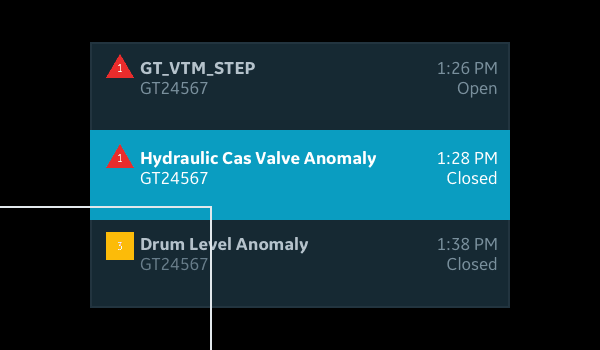 1 GT_VTM_STEP 1:26 PM
GT24567 Open
1 Hydraulic Cas Valve Anomaly 1:28 PM
GT24567 Closed
3 Drum Level Anomaly 1:38 PM
GT24567 Closed